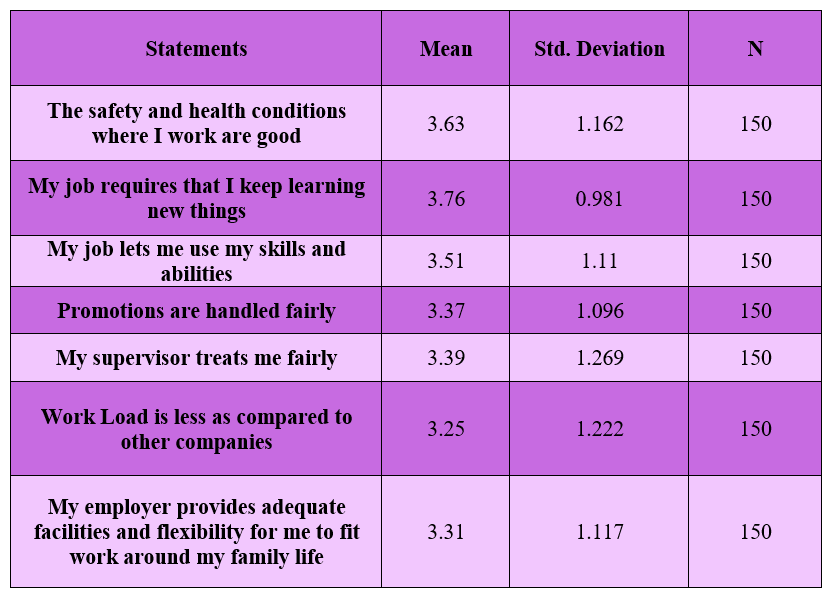 Statements Mean Std. Deviation N
The safety and health conditions
where I work are good
3.63 1.162 150
My job requires that I keep learning
new things
3.76 0.981 150
My job lets me use my skills and
abilities
3.51 1.11 150
Promotions are handled fairly 3.37 1.096 150
My supervisor treats me fairly 3.39 1.269 150
Work Load is less as compared to
other companies
3.25 1.222 150
My employer provides adequate
facilities and flexibility for me to fit
work around my family life
3.31 1.117 150